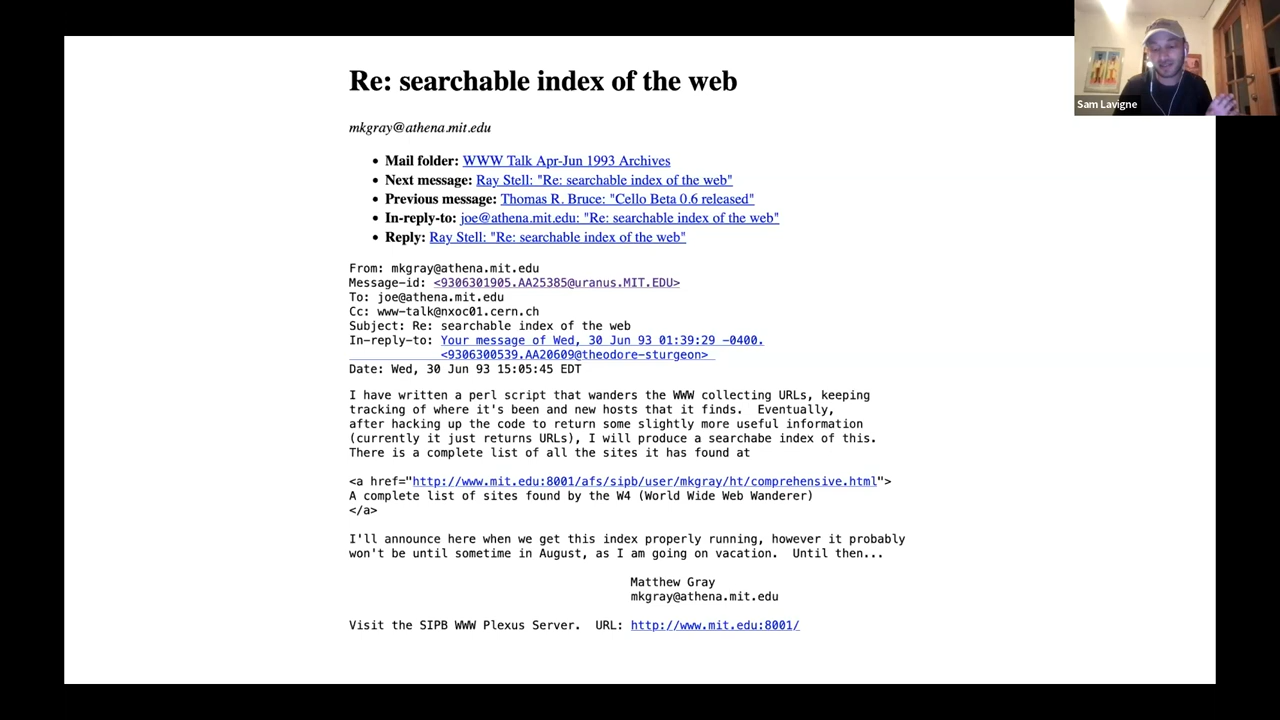 Re: searchable index of the web
Sam Lavigne
mkgray@athena.mit.edu
Mail folder: WWW Talk Apr-Jun 1993 Archives
Next message: Ray Stell: "Re: searchable index of the web"
Previous message: Thomas R. Bruce: "Cello Beta 0.6 released"
In-reply-to: joe@athena.mit.edu: "Re: searchable index of the web"
Reply: Ray Stell: "Re: searchable index of the web"
From: mkgray@athena.mit.edu
Message-id: <9306301905.AA25385@uranus.MIT.EDU>
To: joe@athena.mit.edu
Cc: www-talk@nxoc01.cern.ch
Subject: Re: searchable index of the web
In-reply-to: Your message of Wed, 30 Jun 93 01:39:29 -0400.
<9306300539.AA20609@theodore-sturgeon>
Date: Wed, 30 Jun 93 15:05:45 EDT
I have written a perl script that wanders the WWW collecting URLs, keeping
tracking of where it's been and new hosts that it finds.  Eventually,
after hacking up the code to return some slightly more useful information
(currently it just returns URLs), I will produce a searchabe index of this.
There is a complete list of all the sites it has found at
<a href="http://www.mit.edu:8001/afs/sipb/user/mkgray/ht/comprehensive.html">
A complete list of sites found by the W4 (World Wide Web Wanderer)
</a>
I'll announce here when we get this index properly running, however it probably
won't be until sometime in August, as I am going on vacation.  Until then...
Matthew Gray
mkgray@athena.mit.edu
Visit the SIPB WWW Plexus Server.  URL: http://www.mit.edu:8001/